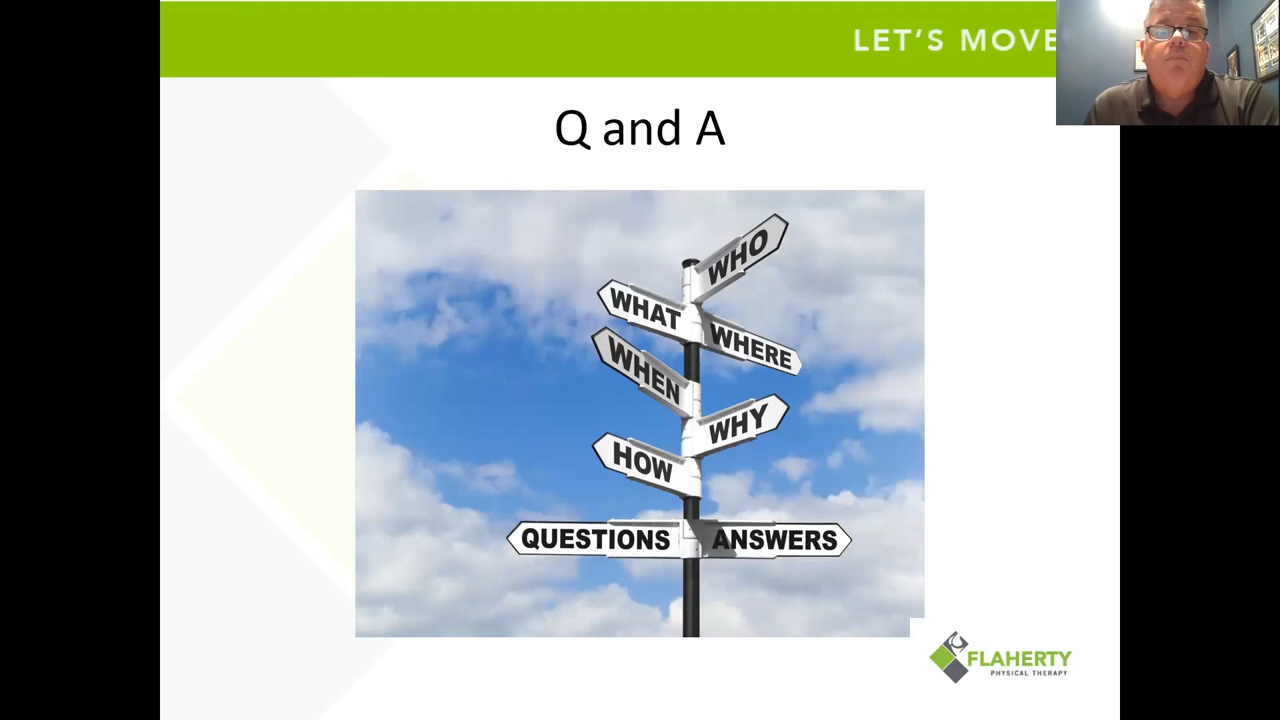 LET'S MOVE
Q and A
WHO
WHAT
WHERE
WHEN
WHY
HOW
QUESTIONS ANSWERS
FLAHERTY
PHYSICAL THERAPY